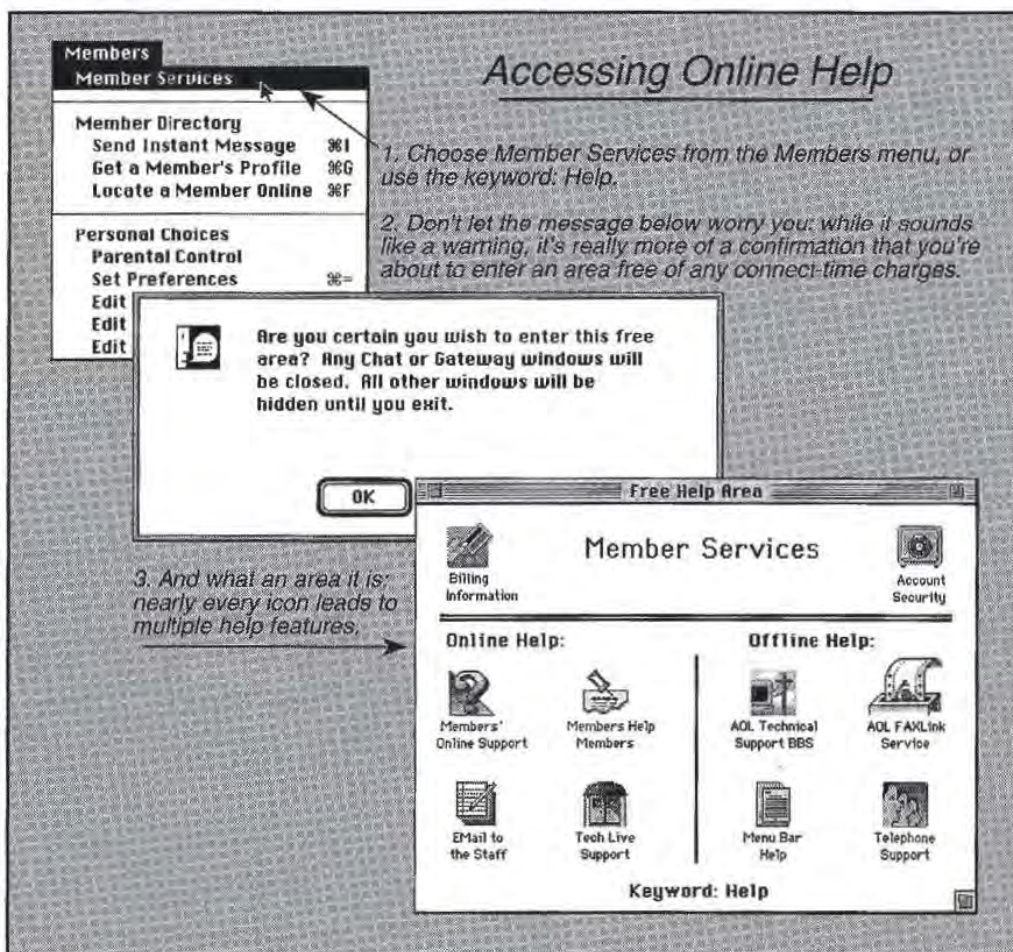 Members
Member Services
Member Directory
Send Instant Message ⌘I
Get a Member's Profile ⌘G
Locate a Member Online ⌘F
Personal Choices
Parental Control
Set Preferences ⌘=
Edit
Edit
Edit
Accessing Online Help
1. Choose Member Services from the Members menu, or
use the keyword: Help.
2. Don't let the message below worry you: while it sounds
like a warning, it's really more of a confirmation that you're
about to enter an area free of any connect-time charges.
Are you certain you wish to enter this free
area? Any Chat or Gateway windows will
be closed. All other windows will be
hidden until you exit.
OK
3. And what an area it is:
nearly every icon leads to
multiple help features.
Free Help Area
Member Services
Billing
Information
Account
Security
Online Help:
Offline Help:
Members'
Online Support
Members Help
Members
AOL Technical
Support BBS
AOL FAXLink
Service
EMail to
the Staff
Tech Live
Support
Menu Bar
Help
Telephone
Support
Keyword: Help